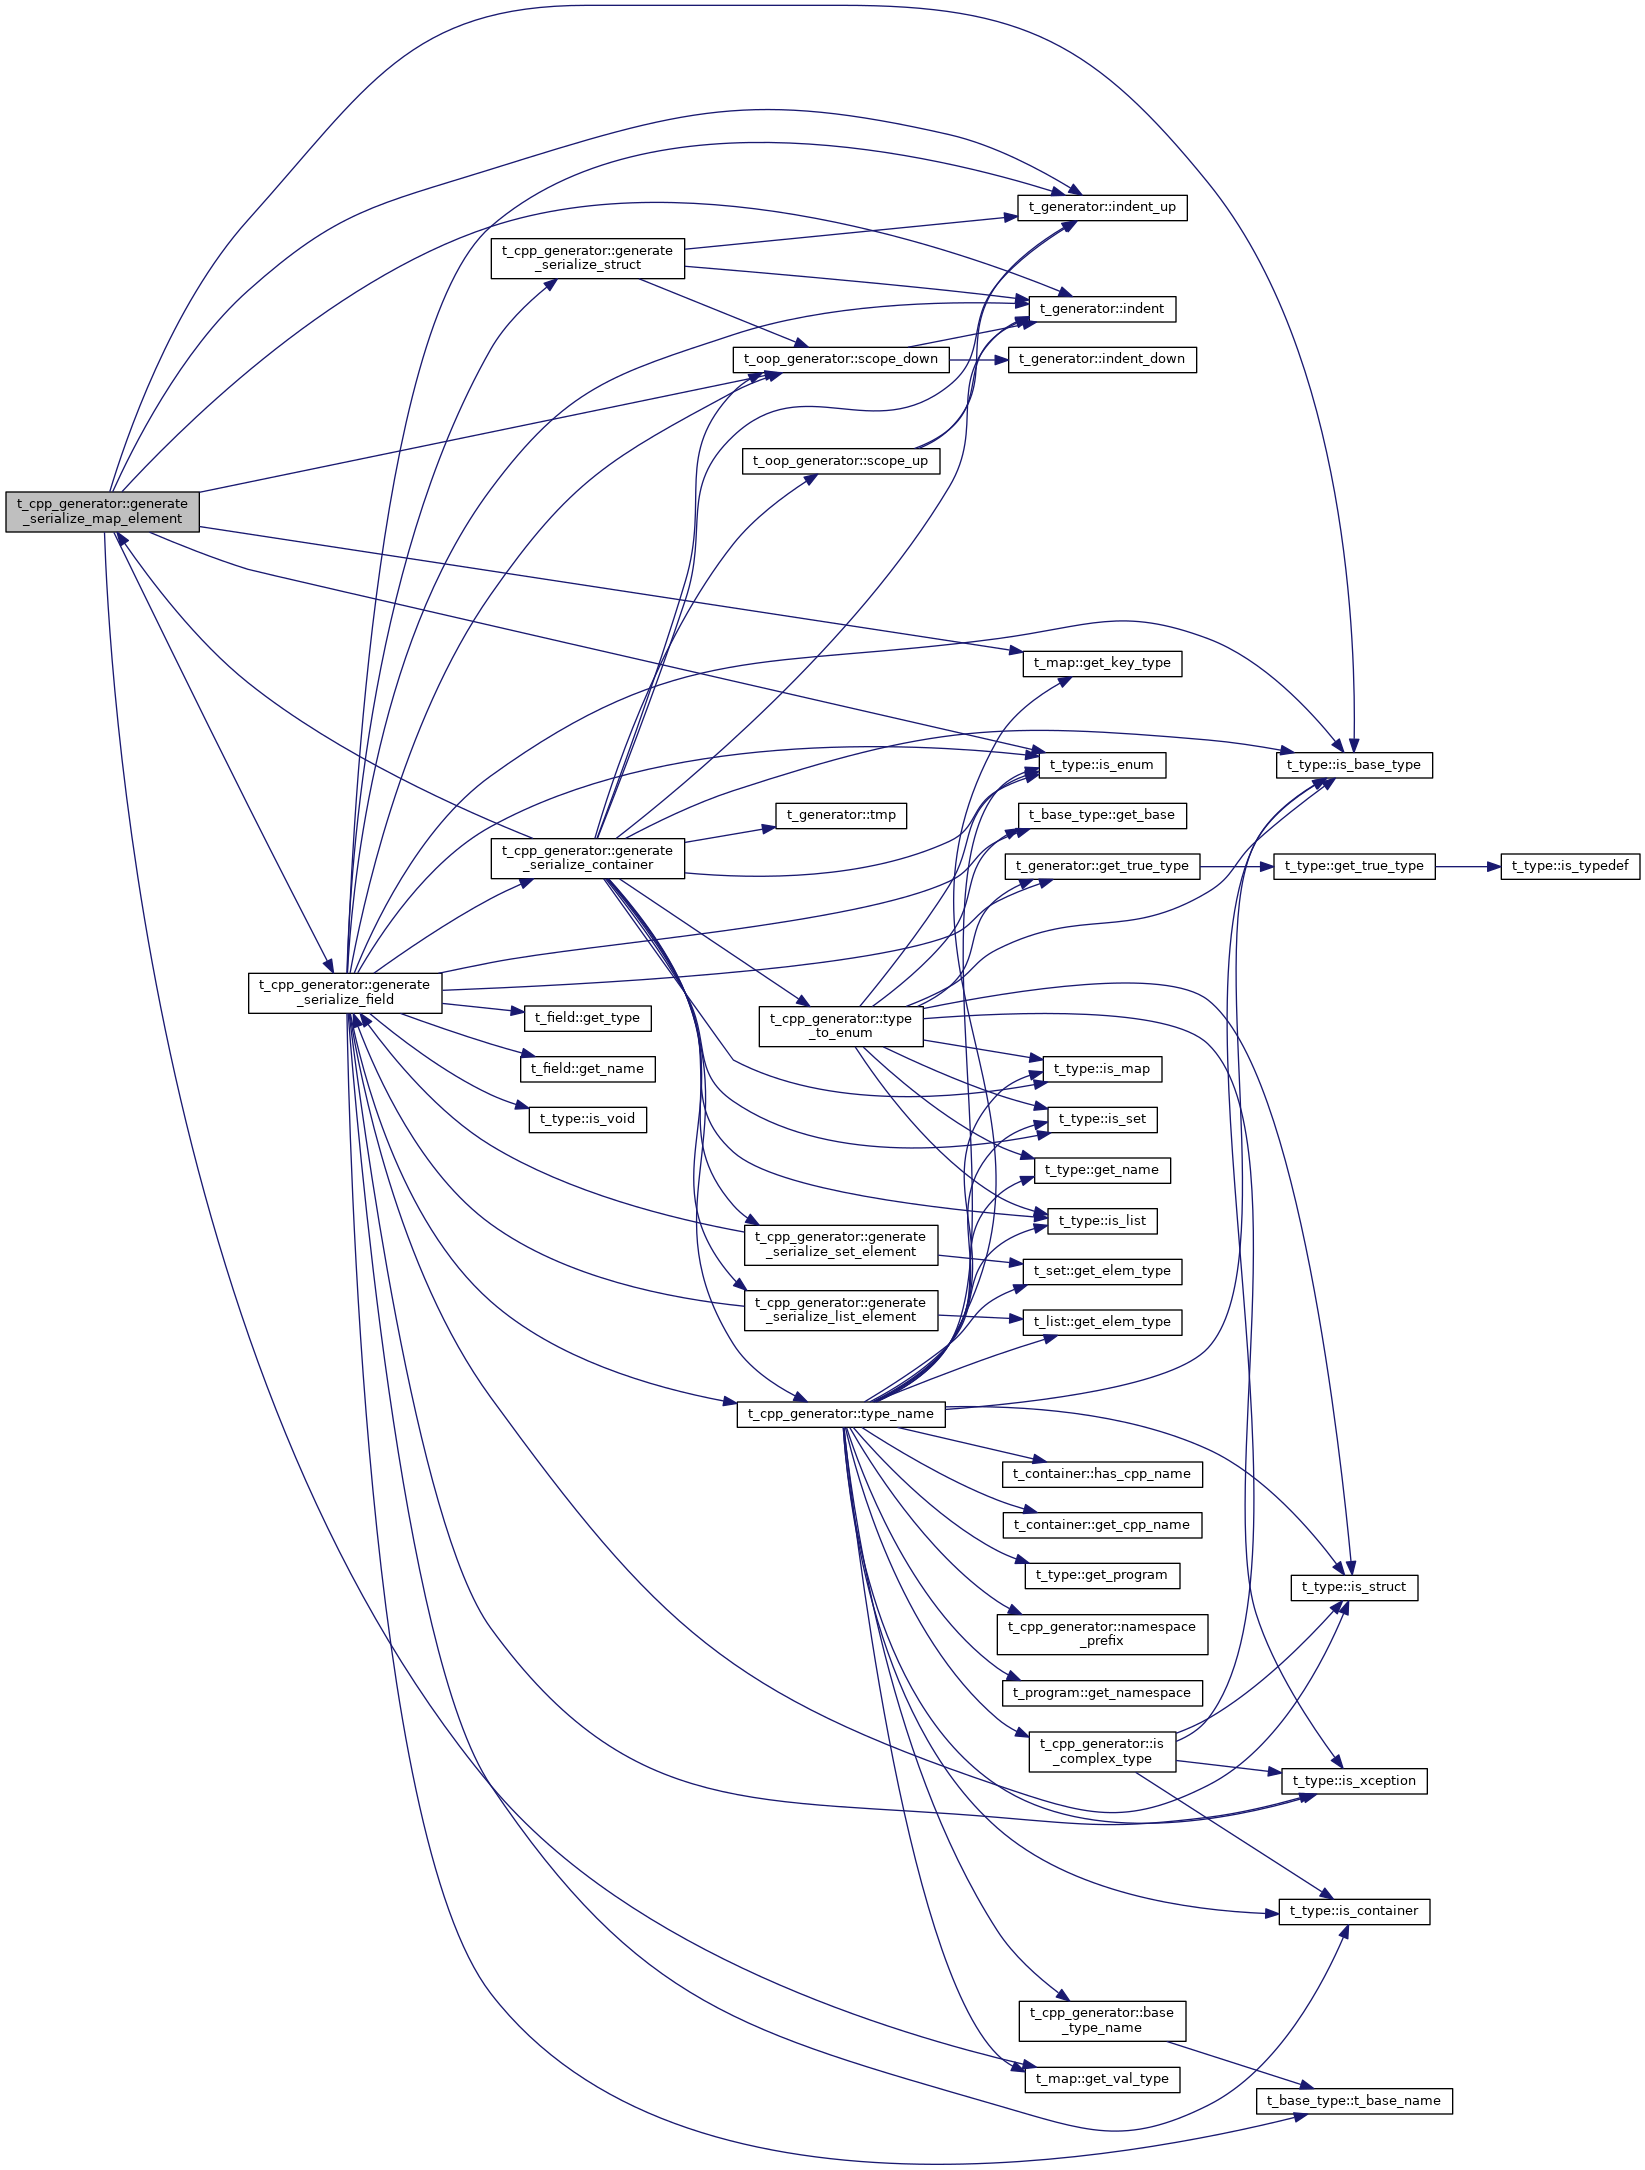 t_generator::indent_up
t_cpp_generator::generate
_serialize_struct
t_generator::indent
t_oop_generator::scope_down
t_generator::indent_down
t_oop_generator::scope_up
t_cpp_generator::generate
_serialize_map_element
t_map::get_key_type
t_type::is_enum
t_type::is_base_type
t_generator::tmp
t_base_type::get_base
t_cpp_generator::generate
_serialize_container
t_generator::get_true_type
t_type::get_true_type
t_type::is_typedef
t_cpp_generator::generate
_serialize_field
t_field::get_type
t_cpp_generator::type
_to_enum
t_field::get_name
t_type::is_map
t_type::is_void
t_type::is_set
t_type::get_name
t_type::is_list
t_cpp_generator::generate
_serialize_set_element
t_set::get_elem_type
t_cpp_generator::generate
_serialize_list_element
t_list::get_elem_type
t_cpp_generator::type_name
t_container::has_cpp_name
t_container::get_cpp_name
t_type::get_program
t_type::is_struct
t_cpp_generator::namespace
_prefix
t_program::get_namespace
t_cpp_generator::is
_complex_type
t_type::is_xception
t_type::is_container
t_cpp_generator::base
_type_name
t_map::get_val_type
t_base_type::t_base_name